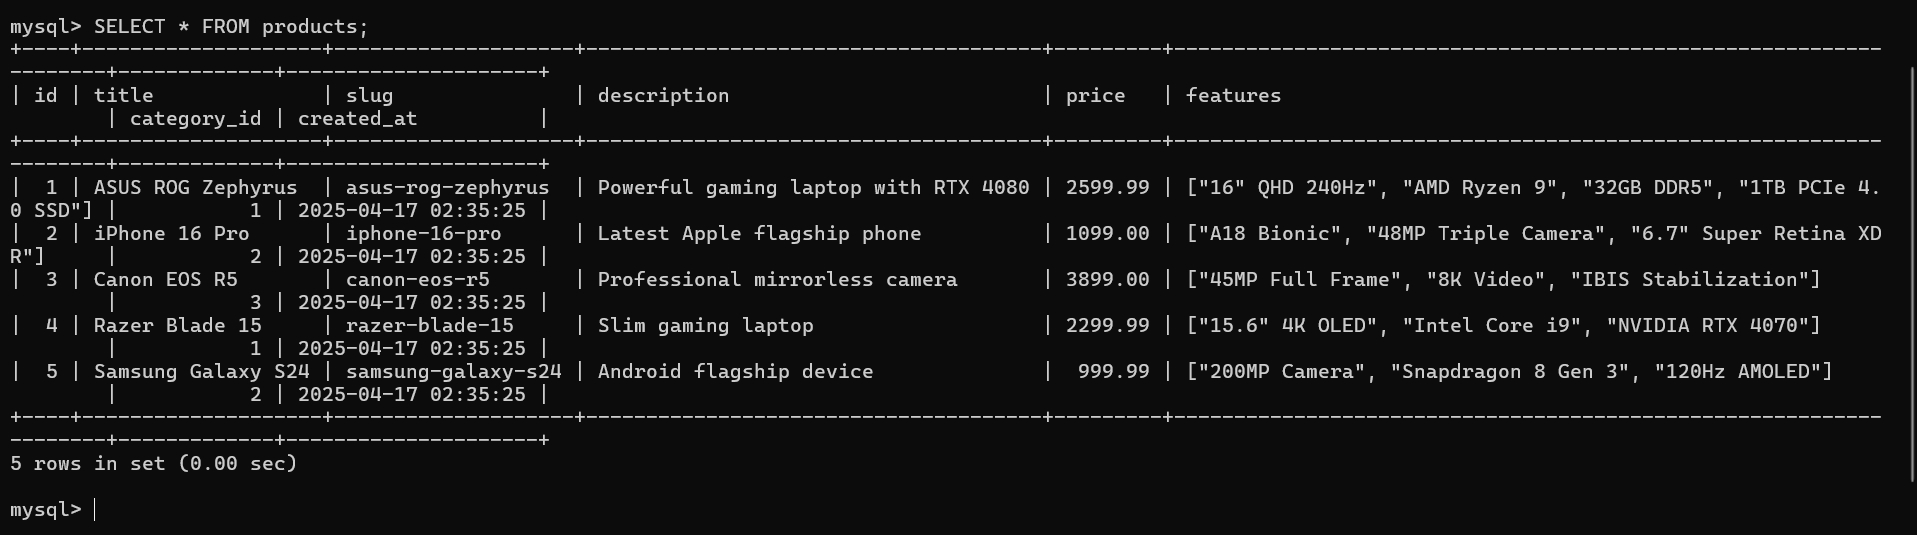 mysql> SELECT * FROM products;
+----+--------------------+--------------------+--------------------------------------+---------+-----------------------------------------------------------
--------+-------------+---------------------+
| id | title              | slug               | description                          | price   | features
        | category_id | created_at          |
+----+--------------------+--------------------+--------------------------------------+---------+-----------------------------------------------------------
--------+-------------+---------------------+
|  1 | ASUS ROG Zephyrus  | asus-rog-zephyrus  | Powerful gaming laptop with RTX 4080 | 2599.99 | ["16" QHD 240Hz", "AMD Ryzen 9", "32GB DDR5", "1TB PCIe 4.
0 SSD"] |           1 | 2025-04-17 02:35:25 |
|  2 | iPhone 16 Pro      | iphone-16-pro      | Latest Apple flagship phone          | 1099.00 | ["A18 Bionic", "48MP Triple Camera", "6.7" Super Retina XD
R"]     |           2 | 2025-04-17 02:35:25 |
|  3 | Canon EOS R5       | canon-eos-r5       | Professional mirrorless camera       | 3899.00 | ["45MP Full Frame", "8K Video", "IBIS Stabilization"]
        |           3 | 2025-04-17 02:35:25 |
|  4 | Razer Blade 15     | razer-blade-15     | Slim gaming laptop                   | 2299.99 | ["15.6" 4K OLED", "Intel Core i9", "NVIDIA RTX 4070"]
        |           1 | 2025-04-17 02:35:25 |
|  5 | Samsung Galaxy S24 | samsung-galaxy-s24 | Android flagship device              |  999.99 | ["200MP Camera", "Snapdragon 8 Gen 3", "120Hz AMOLED"]
        |           2 | 2025-04-17 02:35:25 |
+----+--------------------+--------------------+--------------------------------------+---------+-----------------------------------------------------------
--------+-------------+---------------------+
5 rows in set (0.00 sec)
mysql>